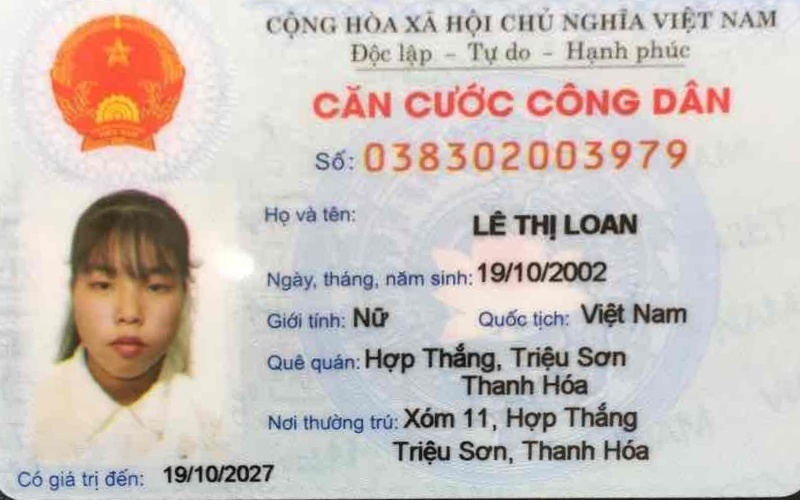 CỘNG HÒA XÃ HỘI CHỦ NGHĨA VIỆT NAM
Độc lập - Tự do - Hạnh phúc
CĂN CƯỚC CÔNG DÂN
Số: 038302003979
Họ và tên: LÊ THỊ LOAN
Ngày, tháng, năm sinh: 19/10/2002
Giới tính: Nữ Quốc tịch: Việt Nam
Quê quán: Hợp Thắng, Triệu Sơn
Thanh Hóa
Nơi thường trú: Xóm 11, Hợp Thắng
Triệu Sơn, Thanh Hóa
Có giá trị đến: 19/10/2027